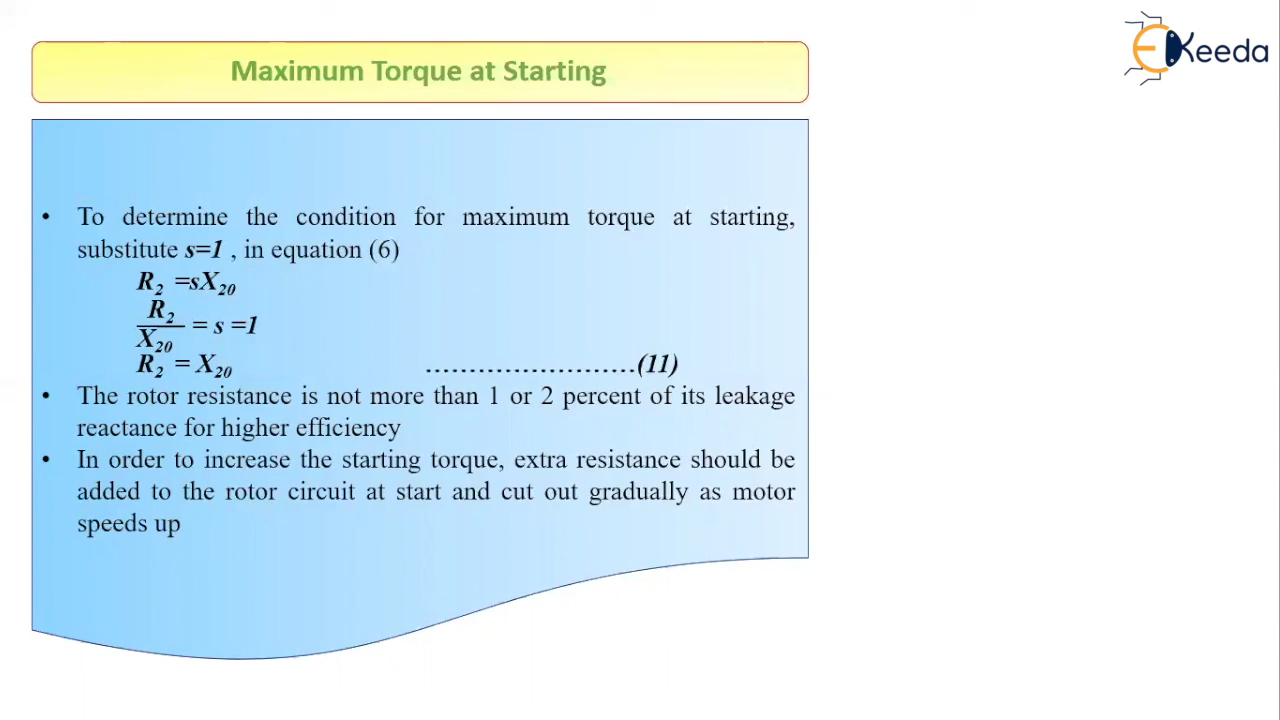 EKeeda
Maximum Torque at Starting
• To determine the condition for maximum torque at starting,
substitute s=1 , in equation (6)
R₂ =sX₂₀
R₂
X₂₀ = s =1
R₂ = X₂₀ ……………………(11)
• The rotor resistance is not more than 1 or 2 percent of its leakage
reactance for higher efficiency
• In order to increase the starting torque, extra resistance should be
added to the rotor circuit at start and cut out gradually as motor
speeds up